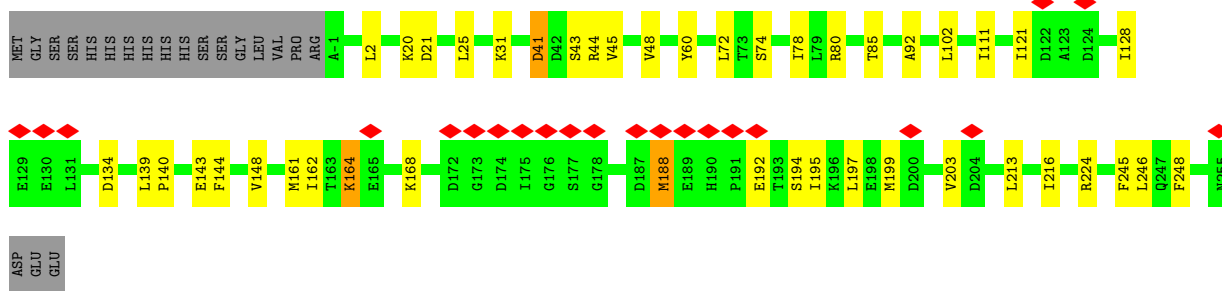 MET GLY SER SER HIS HIS HIS HIS HIS HIS SER SER GLY LEU VAL PRO ARG A-1 L2 K20 D21 L25 K31 D41 D42 S43 R44 V45 V48 Y60 L72 T73 S74 I78 L79 R80 T85 A92 L102 I111 I121 D122 A123 D124 I128
E129 E130 L131 D134 L139 P140 E143 F144 V148 M161 I162 T163 K164 E165 K168 D172 G173 D174 I175 G176 S177 G178 D187 M188 E189 H190 P191 E192 T193 S194 I195 K196 L197 E198 M199 D200 V203 D204 L213 I216 R224 F245 L246 Q247 F248 N255
ASP GLU GLU